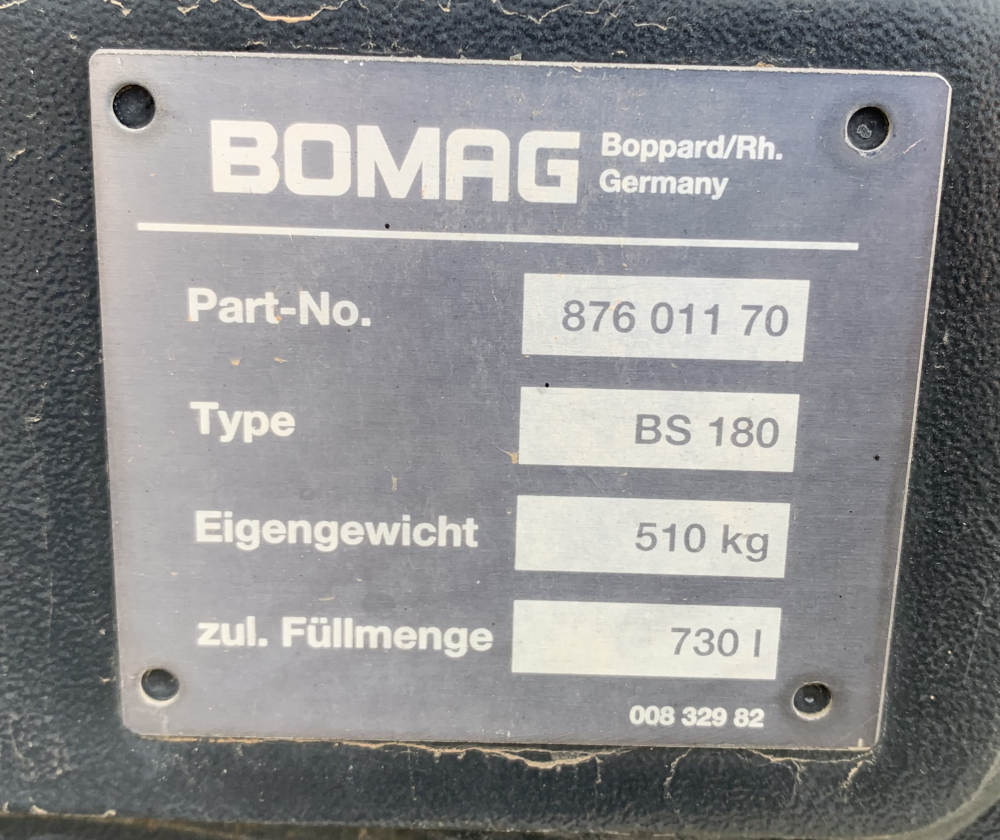 BOMAG Boppard/Rh.
Germany
Part-No. 876 011 70
Type BS 180
Eigengewicht 510 kg
zul. Füllmenge 730 l
008 329 82